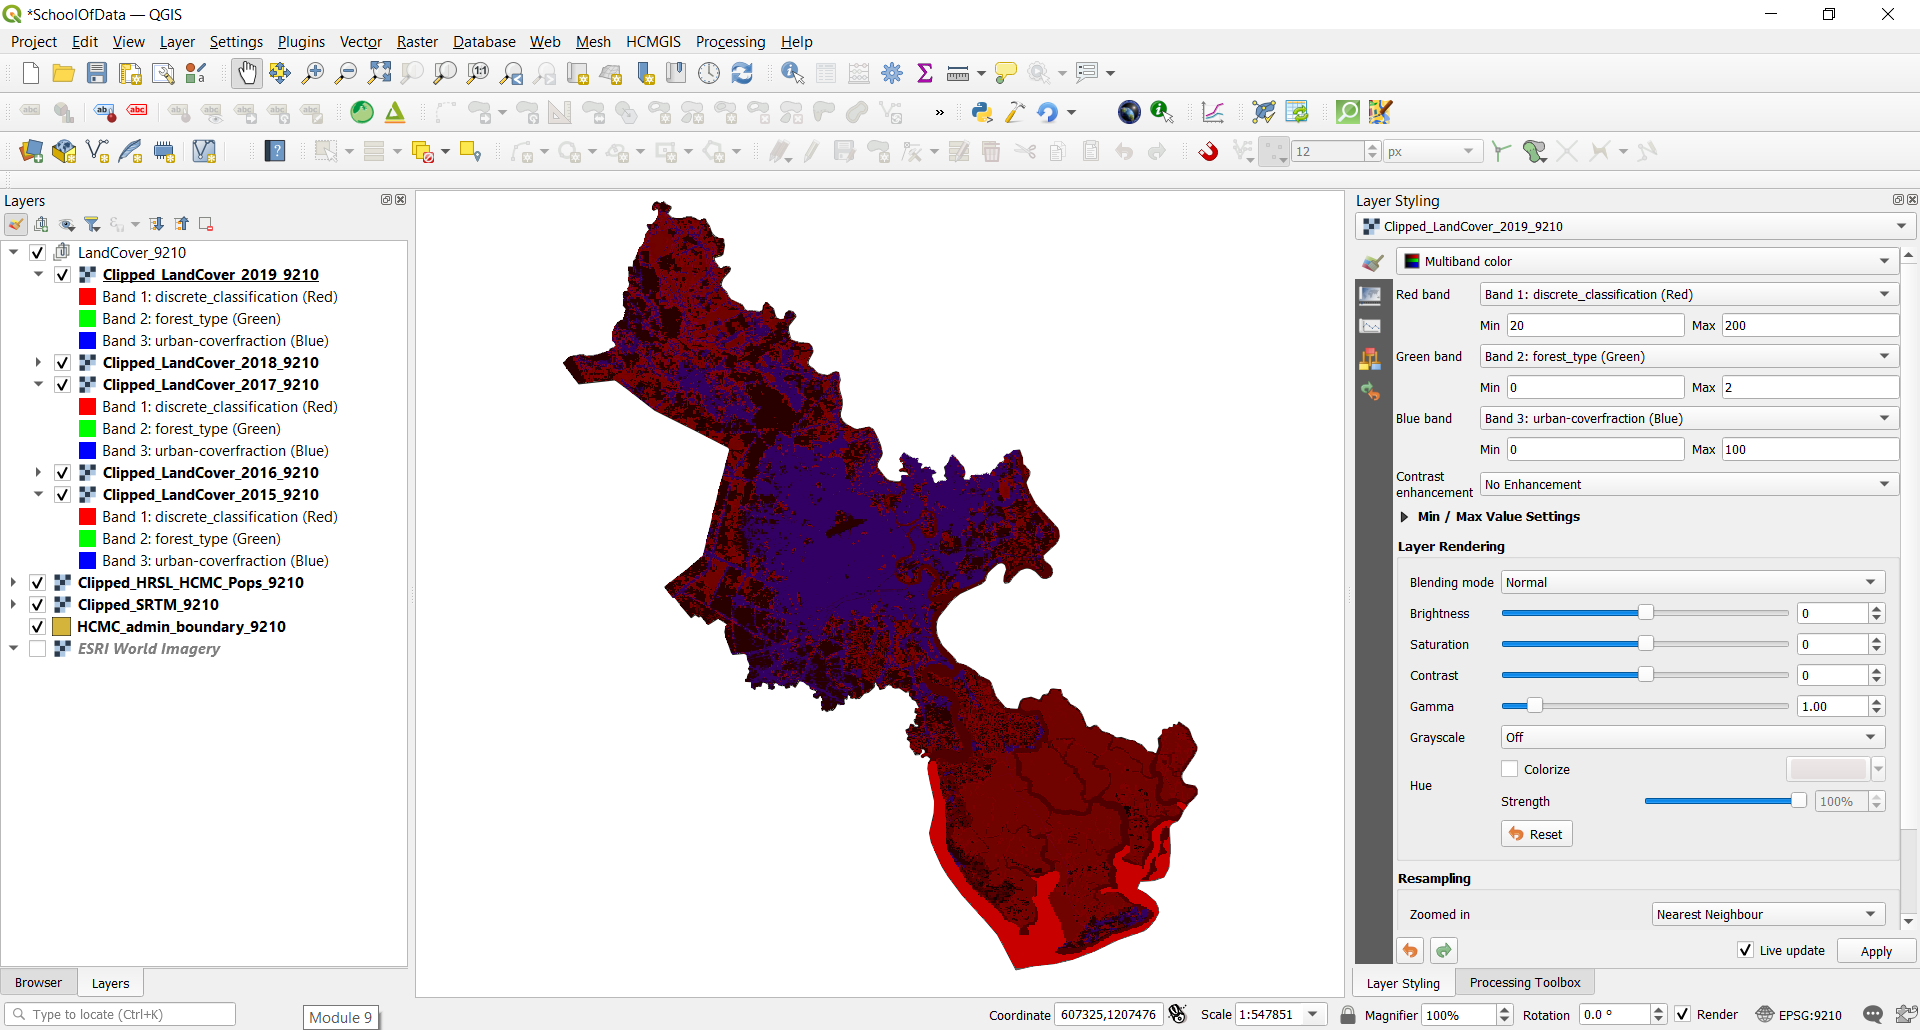 *SchoolOfData — QGIS
Project Edit View Layer Settings Plugins Vector Raster Database Web Mesh HCMGIS Processing Help
12 px
Layers
LandCover_9210
Clipped_LandCover_2019_9210
Band 1: discrete_classification (Red)
Band 2: forest_type (Green)
Band 3: urban-coverfraction (Blue)
Clipped_LandCover_2018_9210
Clipped_LandCover_2017_9210
Band 1: discrete_classification (Red)
Band 2: forest_type (Green)
Band 3: urban-coverfraction (Blue)
Clipped_LandCover_2016_9210
Clipped_LandCover_2015_9210
Band 1: discrete_classification (Red)
Band 2: forest_type (Green)
Band 3: urban-coverfraction (Blue)
Clipped_HRSL_HCMC_Pops_9210
Clipped_SRTM_9210
HCMC_admin_boundary_9210
ESRI World Imagery
Browser Layers
Layer Styling
Clipped_LandCover_2019_9210
Multiband color
Red band Band 1: discrete_classification (Red)
Min 20 Max 200
Green band Band 2: forest_type (Green)
Min 0 Max 2
Blue band Band 3: urban-coverfraction (Blue)
Min 0 Max 100
Contrast enhancement No Enhancement
Min / Max Value Settings
Layer Rendering
Blending mode Normal
Brightness 0
Saturation 0
Contrast 0
Gamma 1.00
Grayscale Off
Hue Colorize
Strength 100%
Reset
Resampling
Zoomed in Nearest Neighbour
Live update Apply
Layer Styling Processing Toolbox
Type to locate (Ctrl+K) Module 9 Coordinate 607325,1207476 Scale 1:547851 Magnifier 100% Rotation 0.0 ° Render EPSG:9210